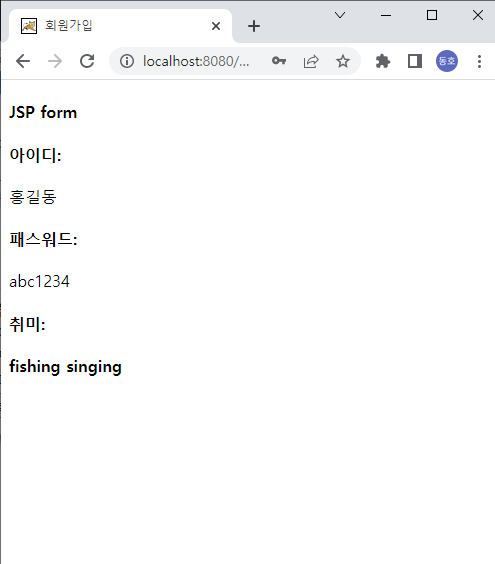 회원가입
localhost:8080/...
동호
JSP form
아이디:
홍길동
패스워드:
abc1234
취미:
fishing singing